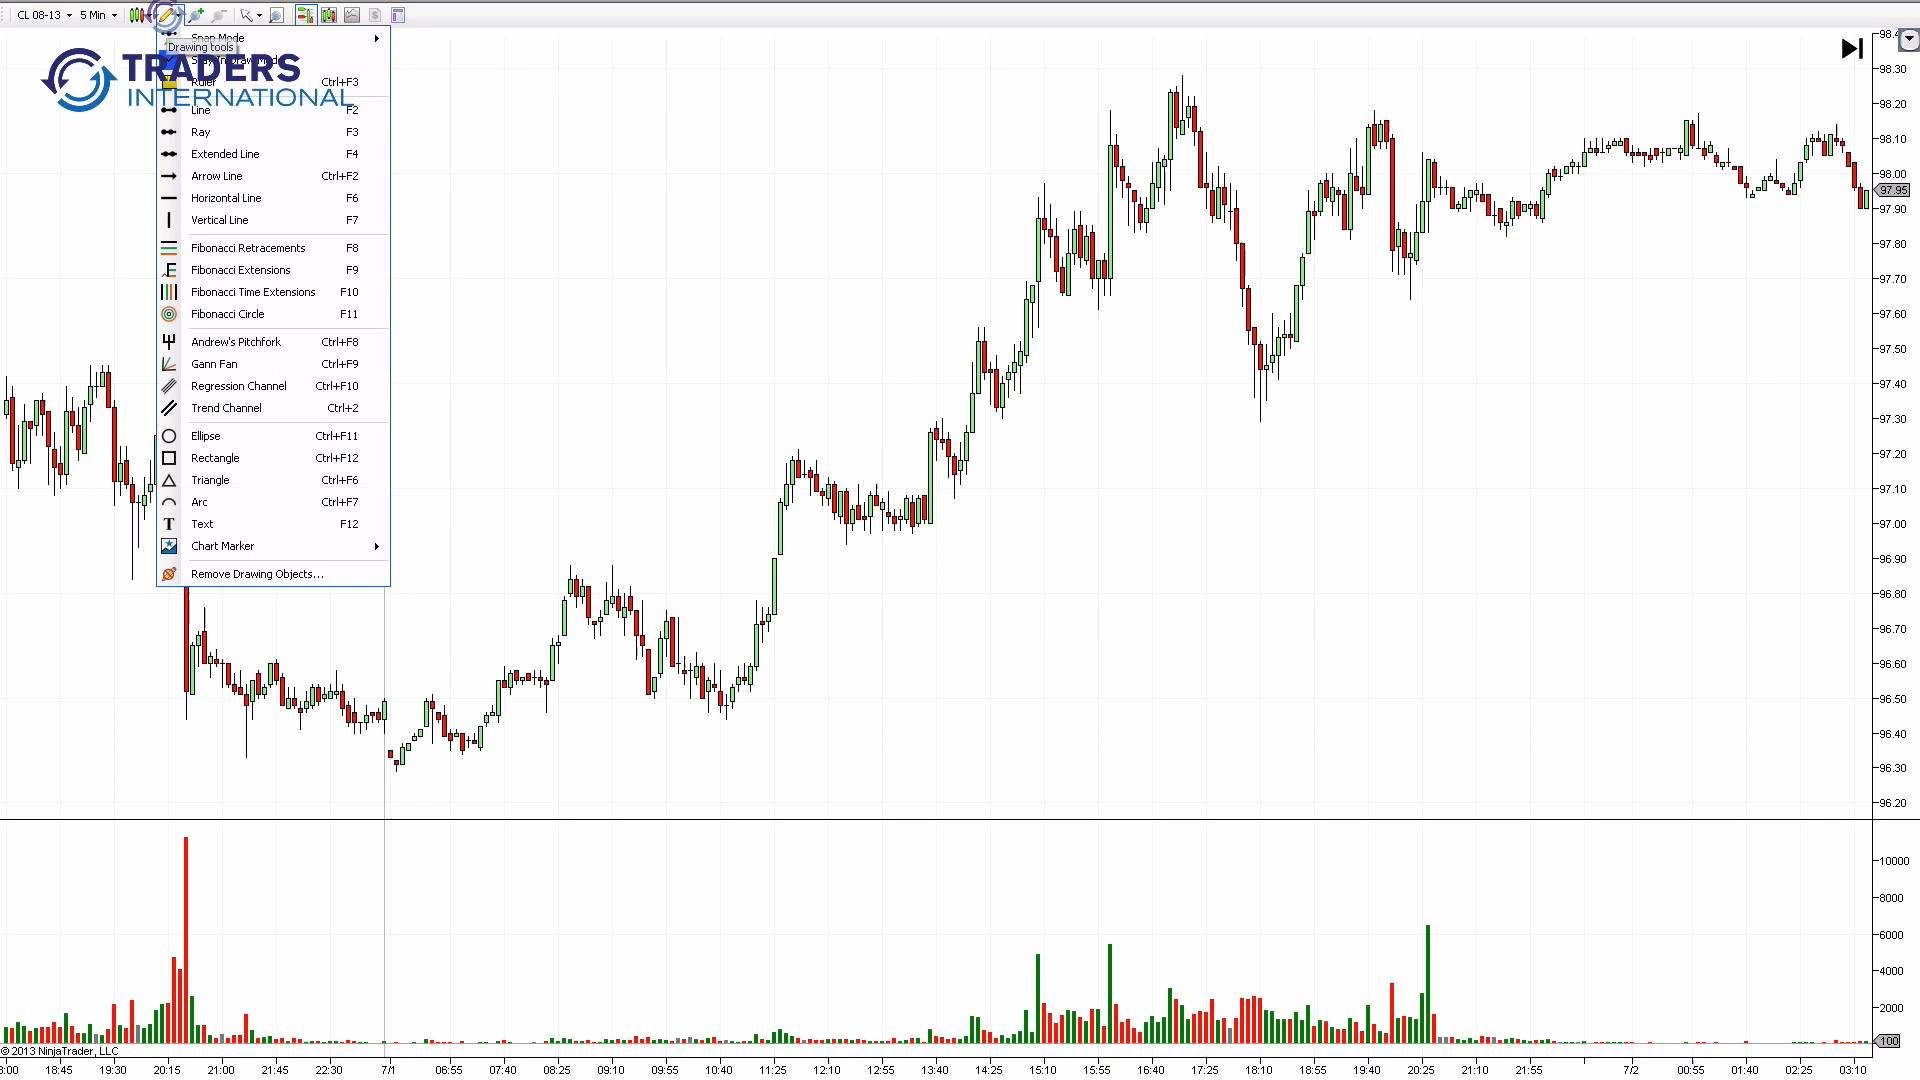 CL 08-13 5 Min
98.4
Snap Mode
Drawing tools
Stay In Draw Mode
TRADERS
INTERNATIONAL
Ruler Ctrl+F3
Line F2
Ray F3
Extended Line F4
Arrow Line Ctrl+F2
Horizontal Line F6
Vertical Line F7
Fibonacci Retracements F8
Fibonacci Extensions F9
Fibonacci Time Extensions F10
Fibonacci Circle F11
Andrew's Pitchfork Ctrl+F8
Gann Fan Ctrl+F9
Regression Channel Ctrl+F10
Trend Channel Ctrl+2
Ellipse Ctrl+F11
Rectangle Ctrl+F12
Triangle Ctrl+F6
Arc Ctrl+F7
T Text F12
Chart Marker
Remove Drawing Objects...
98.30
98.20
98.10
98.00
97.95
97.90
97.80
97.70
97.60
97.50
97.40
97.30
97.20
97.10
97.00
96.90
96.80
96.70
96.60
96.50
96.40
96.30
96.20
10000
8000
6000
4000
2000
100
© 2013 NinjaTrader, LLC
8:00 18:45 19:30 20:15 21:00 21:45 22:30 7/1 06:55 07:40 08:25 09:10 09:55 10:40 11:25 12:10 12:55 13:40 14:25 15:10 15:55 16:40 17:25 18:10 18:55 19:40 20:25 21:10 21:55 7/2 00:55 01:40 02:25 03:10